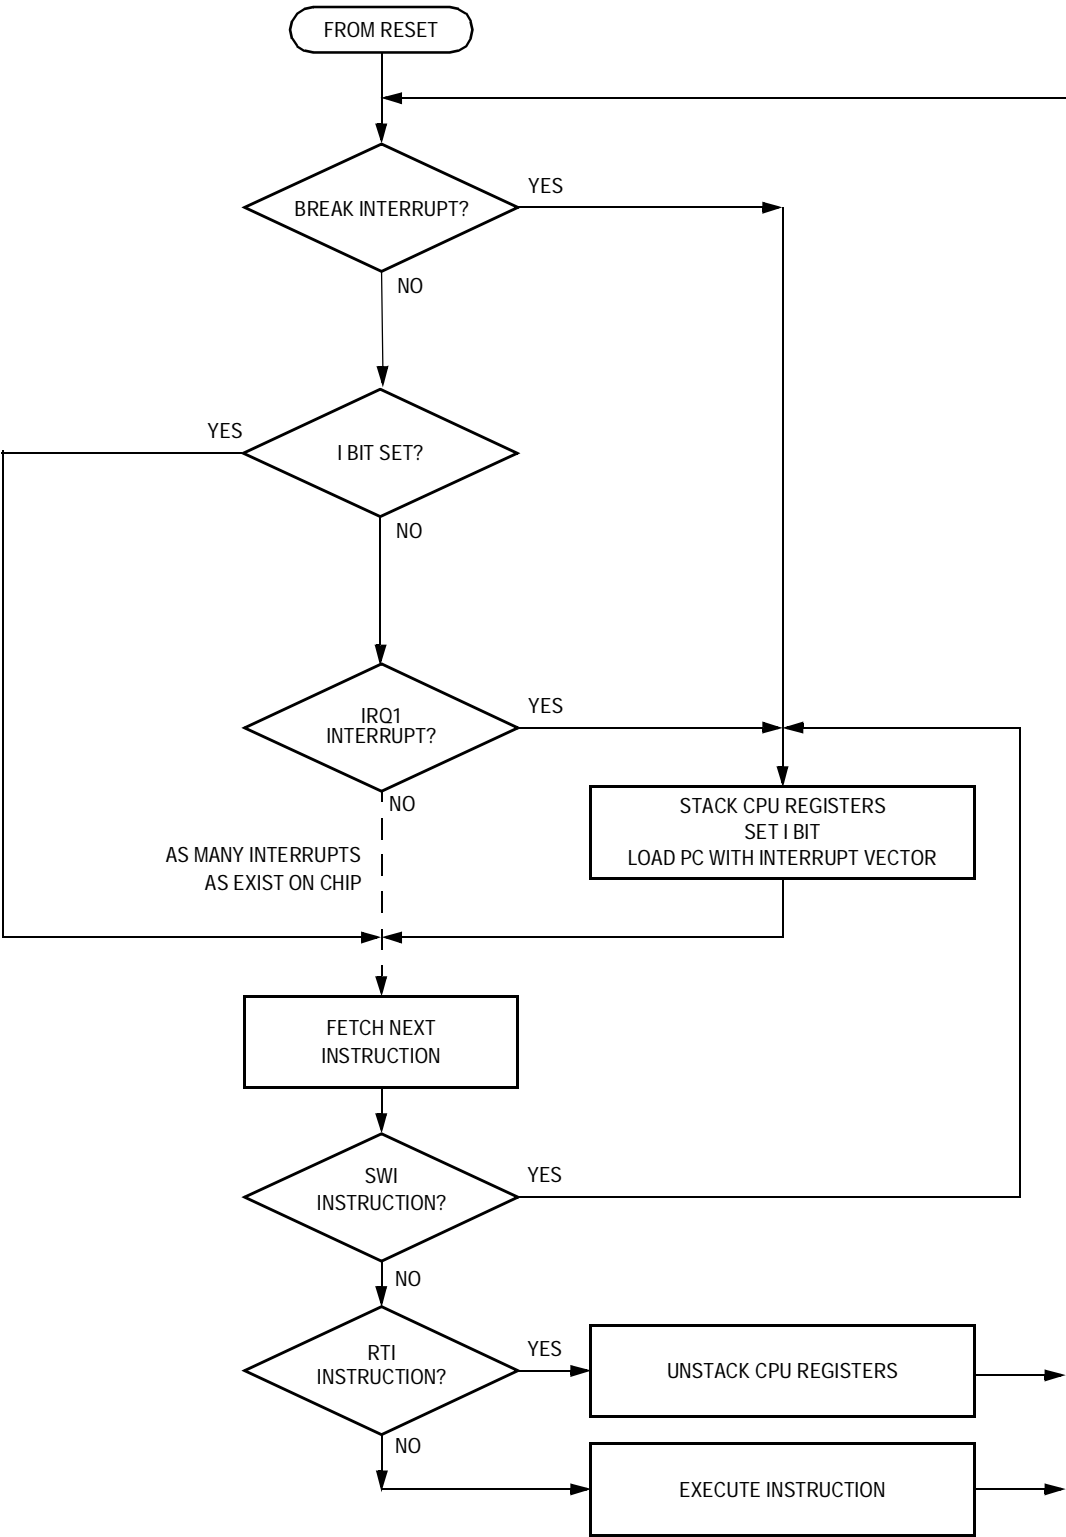 FROM RESET
BREAK INTERRUPT?
YES
NO
YES
I BIT SET?
NO
IRQ1
INTERRUPT?
YES
NO
STACK CPU REGISTERS
SET I BIT
LOAD PC WITH INTERRUPT VECTOR
AS MANY INTERRUPTS
AS EXIST ON CHIP
FETCH NEXT
INSTRUCTION
SWI
INSTRUCTION?
YES
NO
RTI
INSTRUCTION?
YES
UNSTACK CPU REGISTERS
NO
EXECUTE INSTRUCTION